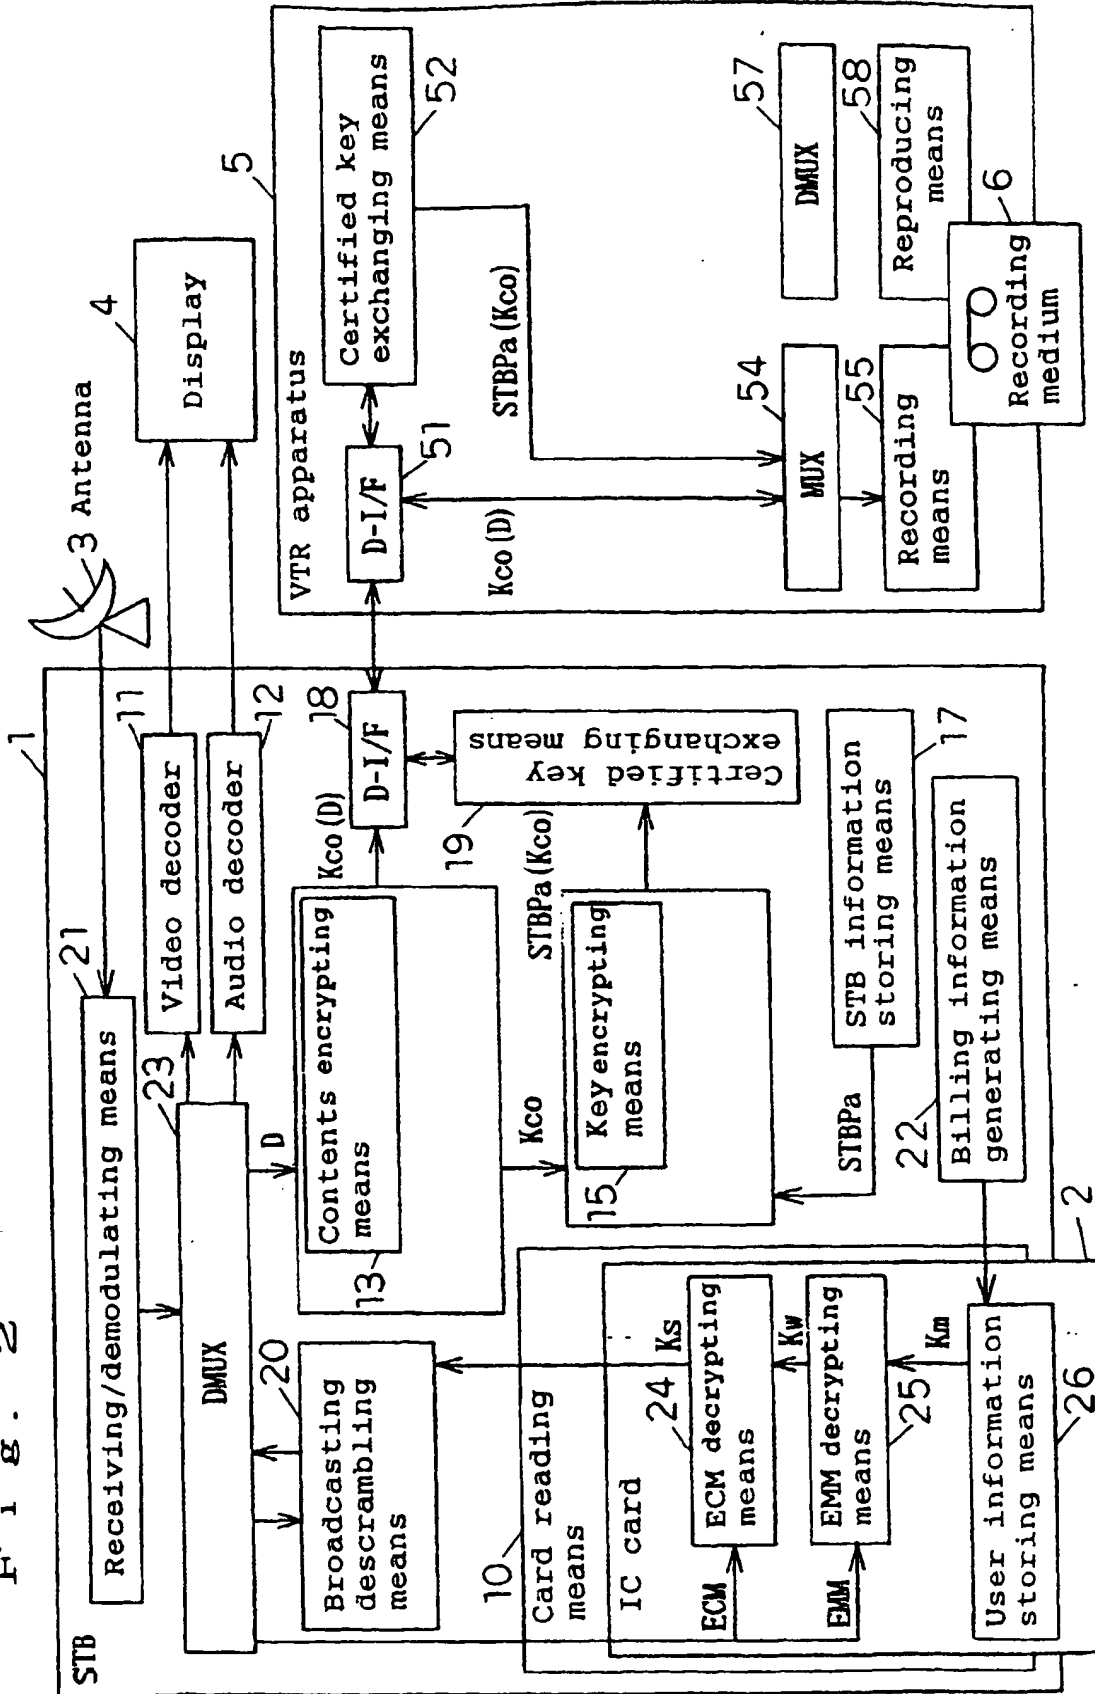 Fig. 2
STB
1
3 Antenna
21
Receiving/demodulating means
4
Display
23
DMUX
11
Video decoder
12
Audio decoder
D
20
Broadcasting
descrambling
means
Contents encrypting
means
13
Kco(D)
18
D-I/F
Kco
STBPa(Kco)
19
Certified key
exchanging means
Key encrypting
means
15
STBPa
STB information
storing means
17
22
Billing information
generating means
10
Card reading
means
IC card
2
Ks
24
ECM decrypting
means
ECM
Kw
EMM decrypting
means
25
EMM
Km
User information
storing means
26
5
VTR apparatus
Certified key
exchanging means
52
D-I/F
51
STBPa(Kco)
Kco(D)
54
MUX
57
DMUX
55
Recording
means
58
Reproducing
means
6
Recording
medium